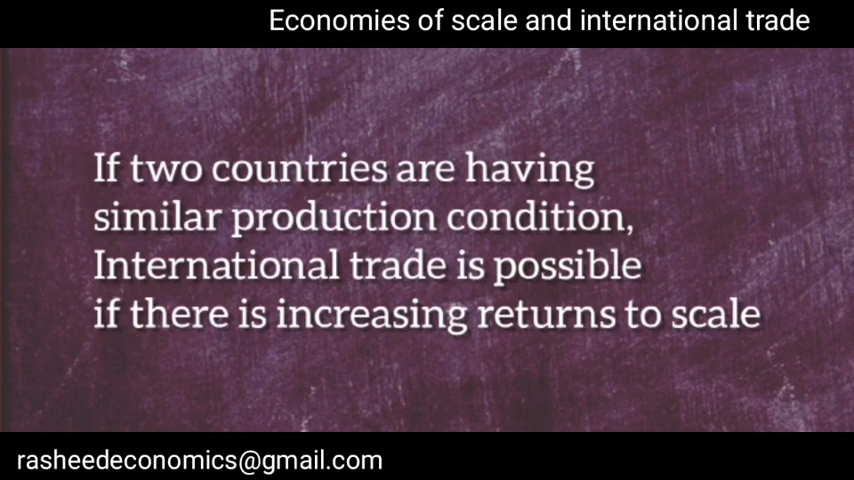 Economies of scale and international trade
If two countries are having
similar production condition,
International trade is possible
if there is increasing returns to scale
rasheedeconomics@gmail.com